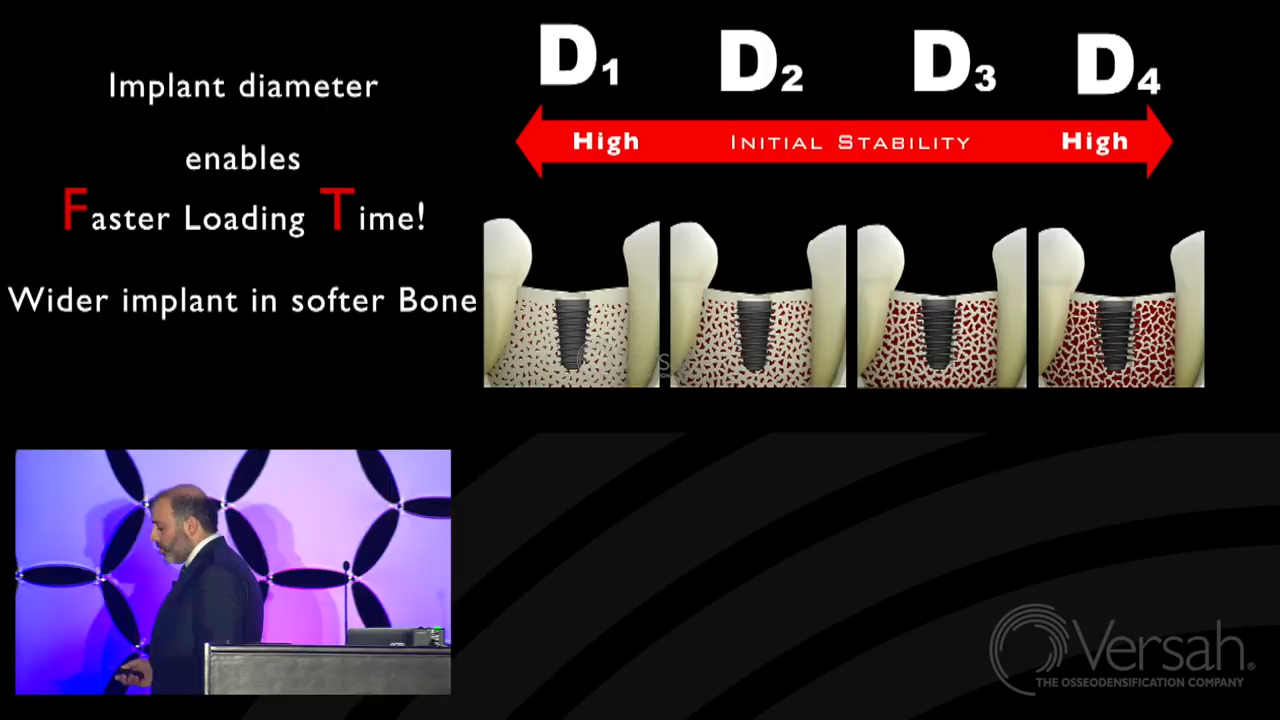 Implant diameter
enables
Faster Loading Time!
Wider implant in softer Bone
D1 D2 D3 D4
High INITIAL STABILITY High
Versah®
THE OSSEODENSIFICATION COMPANY